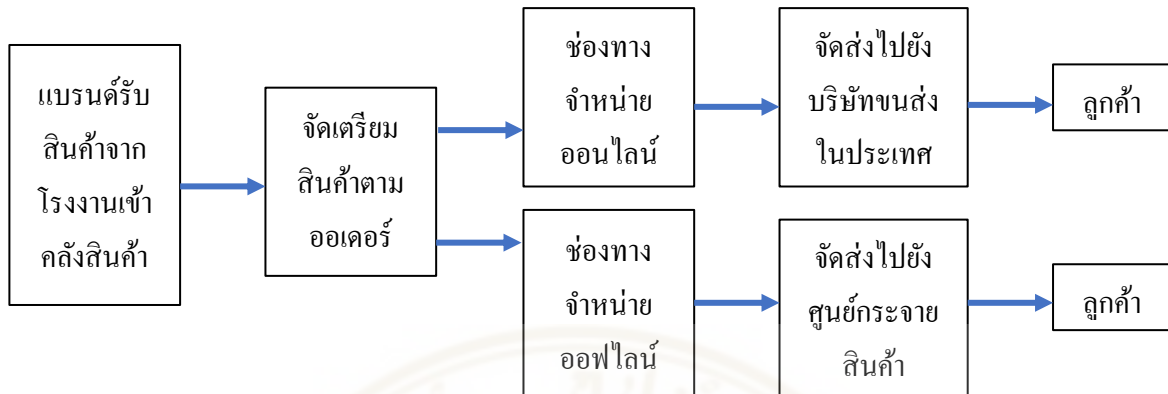 แบรนด์รับ
สินค้าจาก
โรงงานเข้า
คลังสินค้า
จัดเตรียม
สินค้าตาม
ออเดอร์
ช่องทาง
จำหน่าย
ออนไลน์
จัดส่งไปยัง
บริษัทขนส่ง
ในประเทศ
ลูกค้า
ช่องทาง
จำหน่าย
ออฟไลน์
จัดส่งไปยัง
ศูนย์กระจาย
สินค้า
ลูกค้า